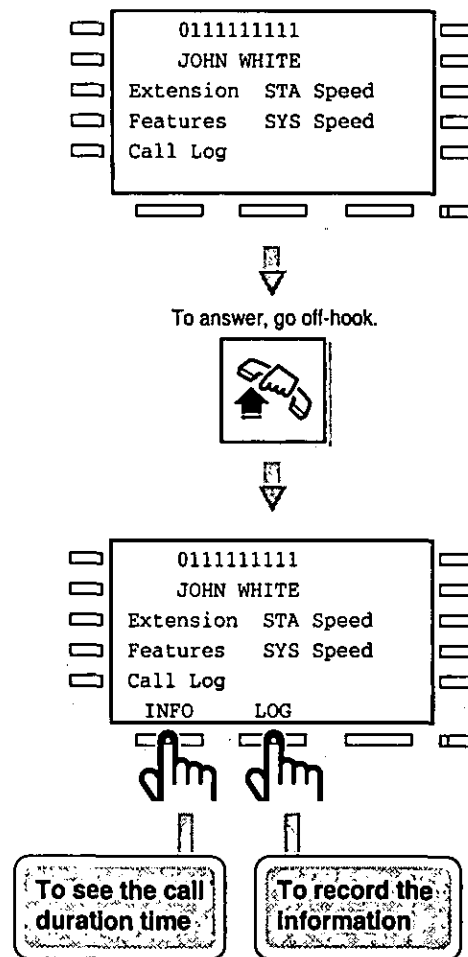 0111111111
JOHN WHITE
Extension STA Speed
Features SYS Speed
Call Log
To answer, go off-hook.
0111111111
JOHN WHITE
Extension STA Speed
Features SYS Speed
Call Log
INFO LOG
To see the call
duration time
To record the
Information